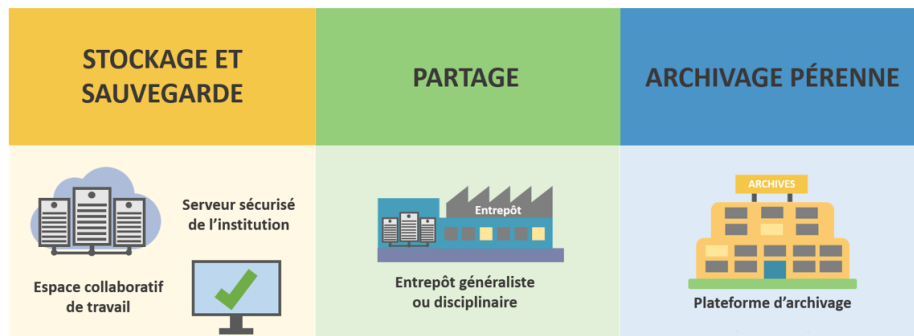 STOCKAGE ET
SAUVEGARDE
PARTAGE
ARCHIVAGE PÉRENNE
Serveur sécurisé
de l'institution
Espace collaboratif
de travail
Entrepôt
Entrepôt généraliste
ou disciplinaire
ARCHIVES
Plateforme d'archivage